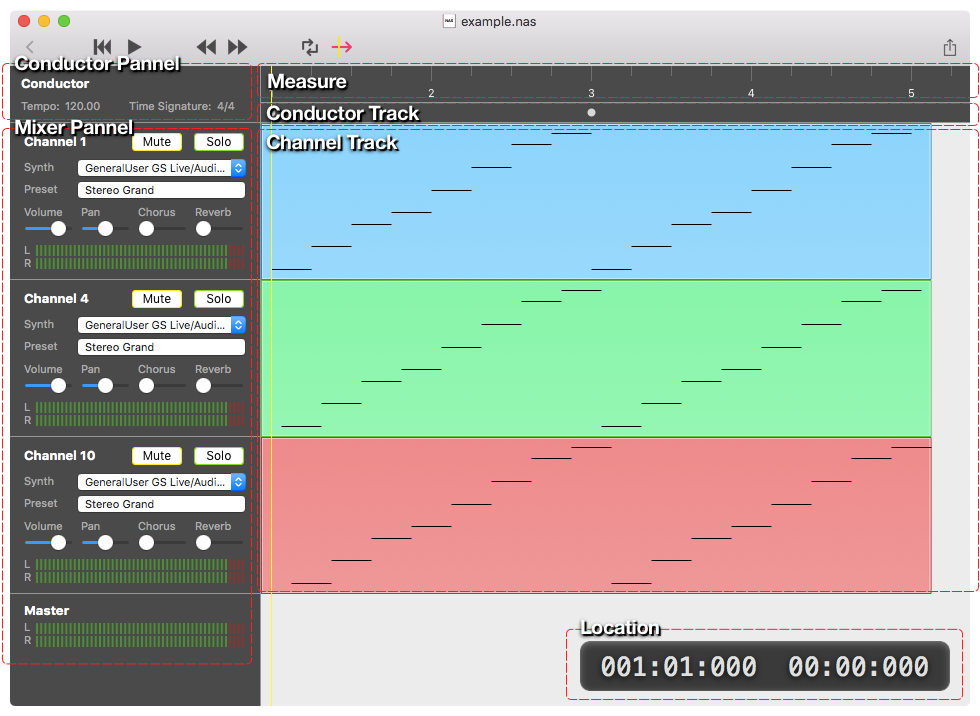 NAS example.nas
Conductor Pannel
Conductor
Tempo: 120.00 Time Signature: 4/4
Measure
2 3 4 5
Conductor Track
Mixer Pannel
Channel Track
Channel 1 Mute Solo
Synth GeneralUser GS Live/Audi...
Preset Stereo Grand
Volume Pan Chorus Reverb
L
R
Channel 4 Mute Solo
Synth GeneralUser GS Live/Audi...
Preset Stereo Grand
Volume Pan Chorus Reverb
L
R
Channel 10 Mute Solo
Synth GeneralUser GS Live/Audi...
Preset Stereo Grand
Volume Pan Chorus Reverb
L
R
Master
L
R
Location
001:01:000 00:00:000